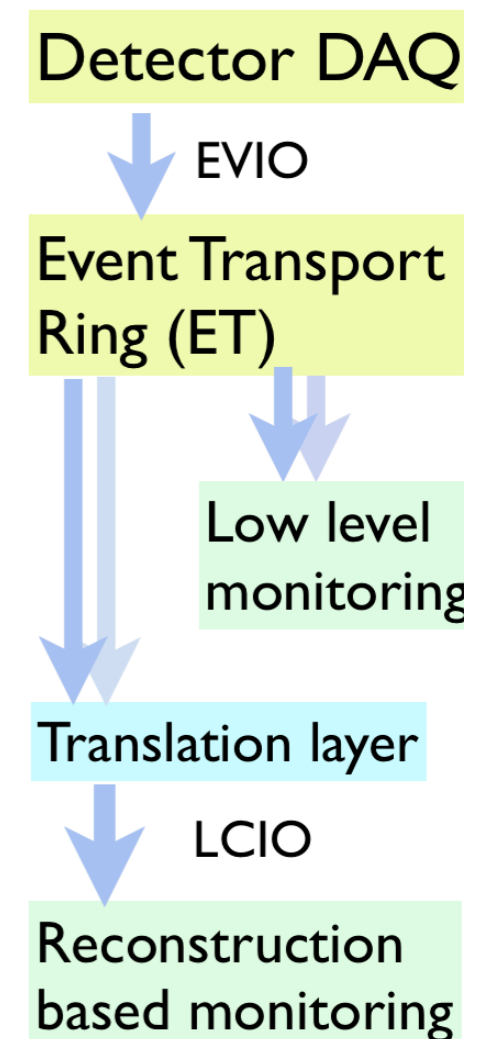 Detector DAQ
EVIO
Event Transport
Ring (ET)
Low level
monitoring
Translation layer
LCIO
Reconstruction
based monitoring